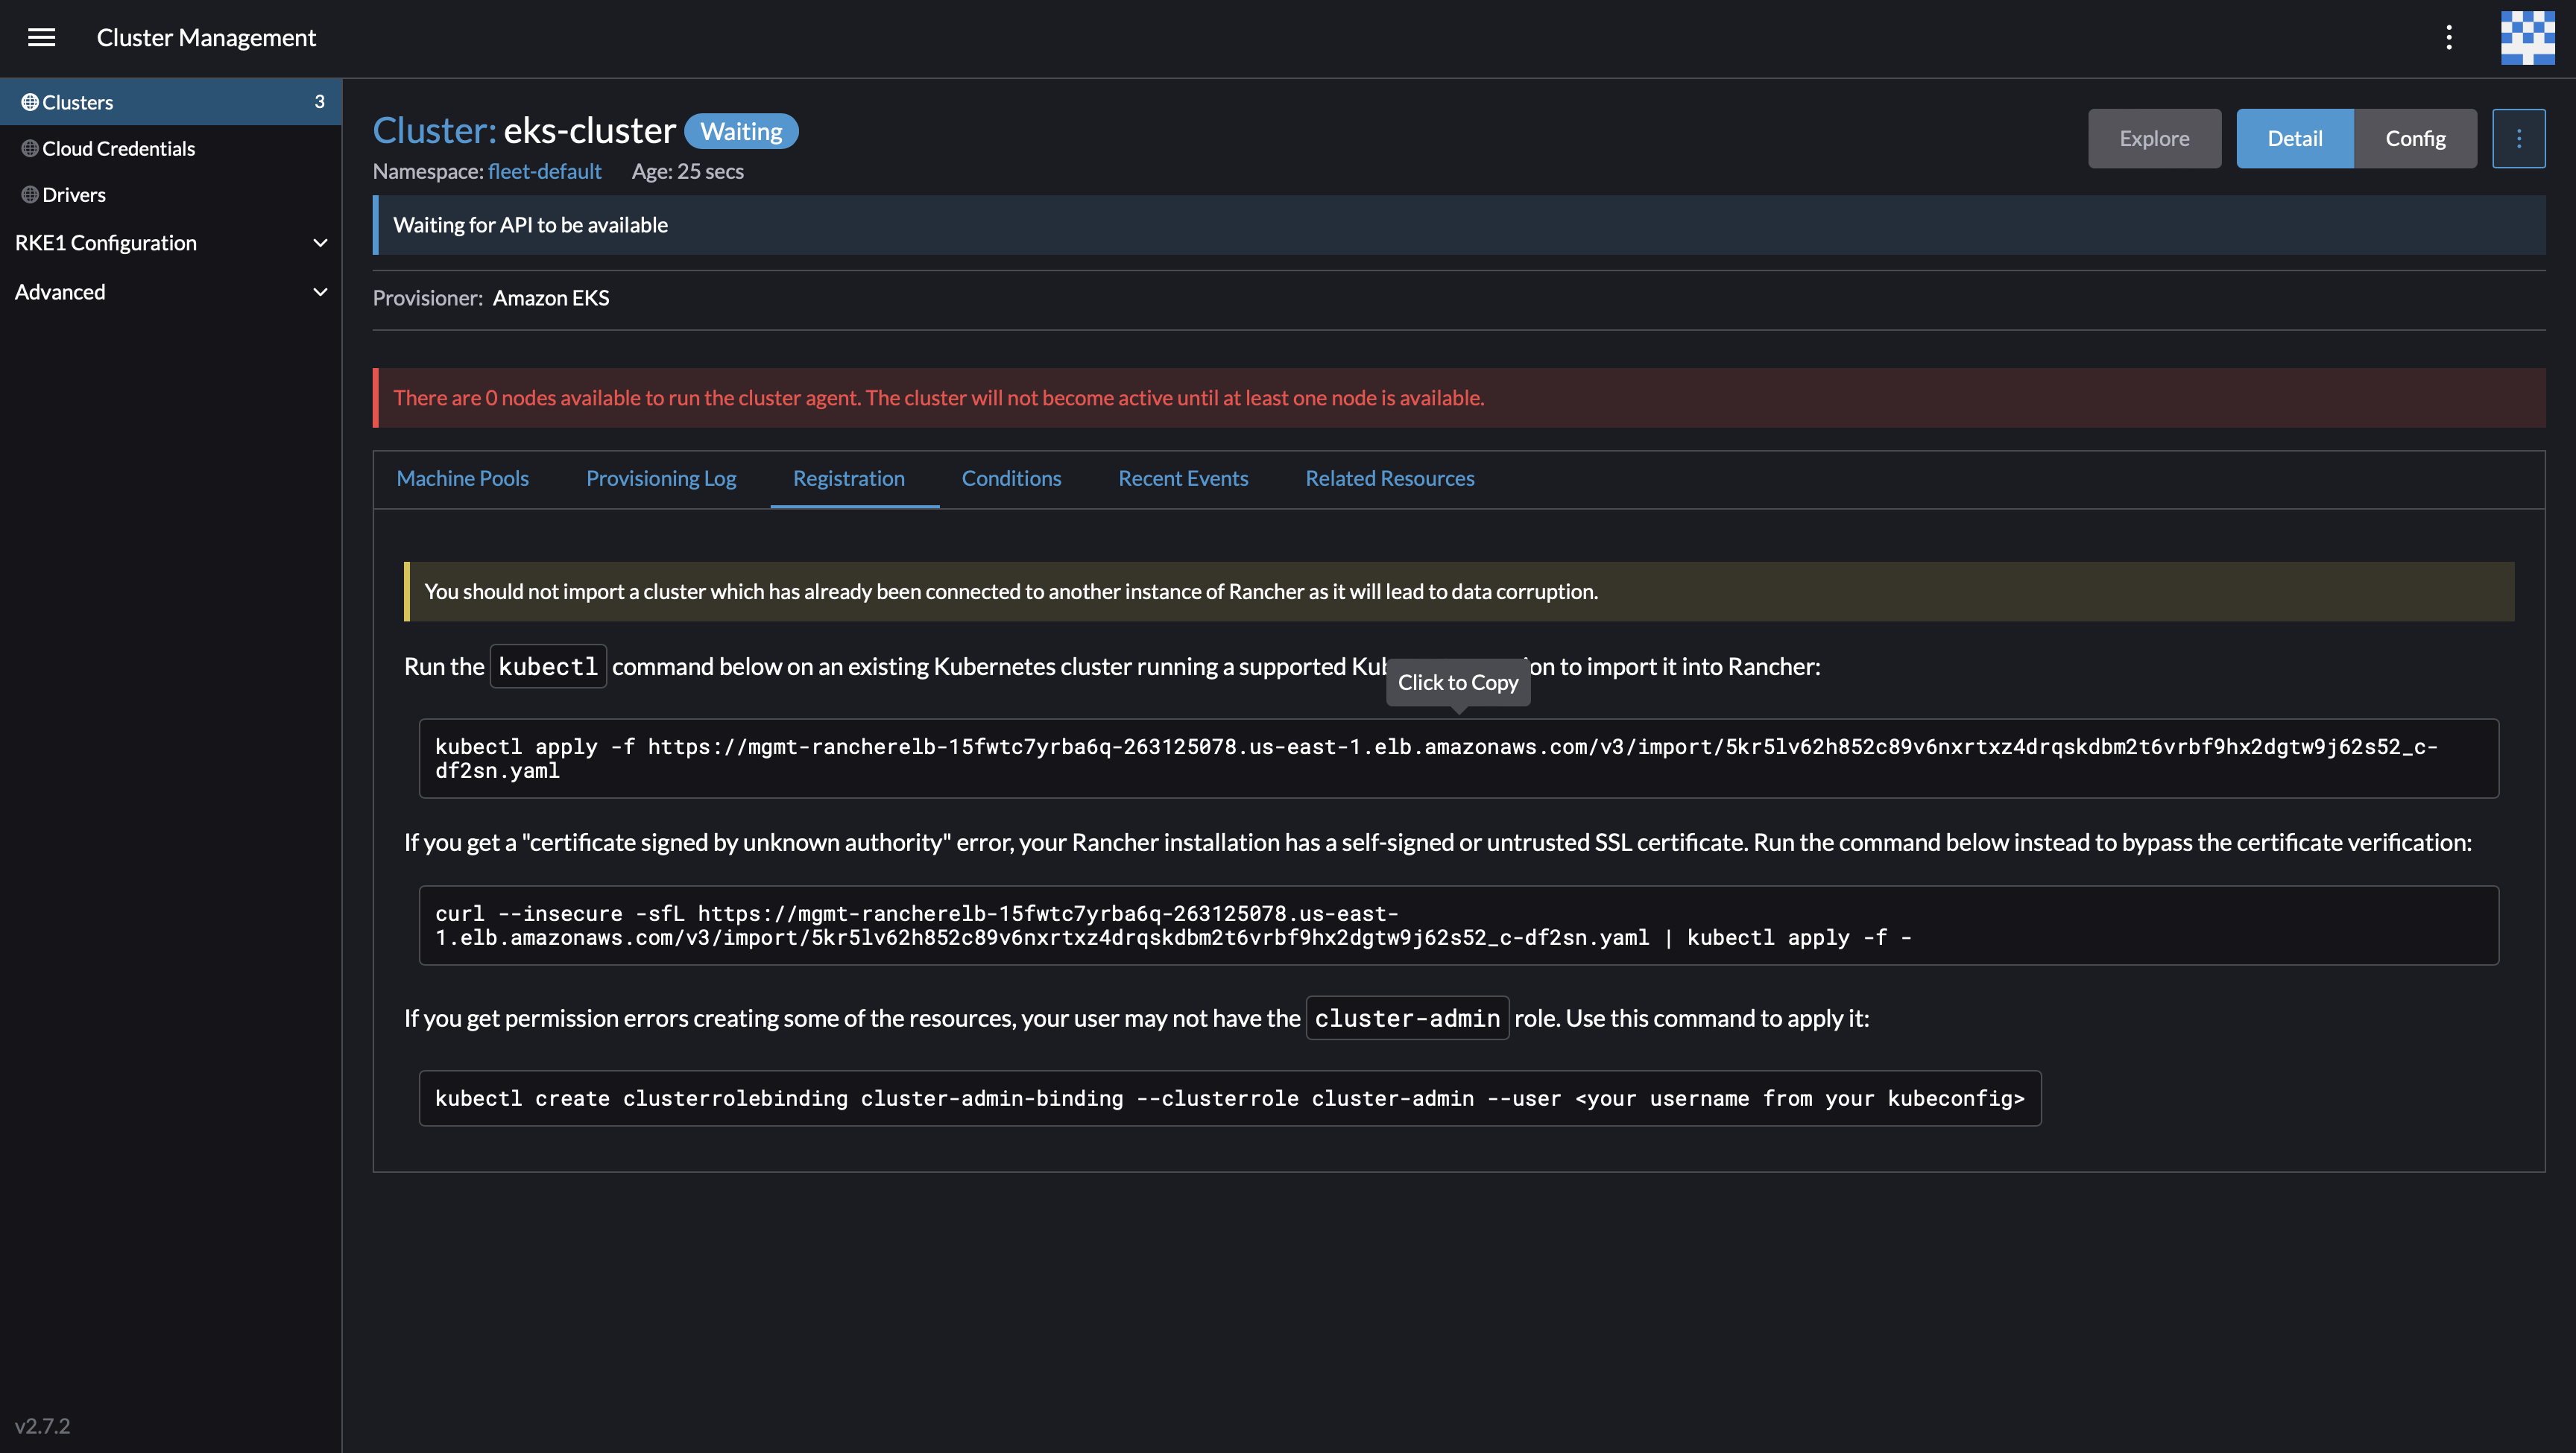 Cluster Management
Clusters 3
Cloud Credentials
Drivers
RKE1 Configuration
Advanced
v2.7.2
Cluster: eks-cluster Waiting
Namespace: fleet-default Age: 25 secs
Explore Detail Config
Waiting for API to be available
Provisioner: Amazon EKS
There are 0 nodes available to run the cluster agent. The cluster will not become active until at least one node is available.
Machine Pools Provisioning Log Registration Conditions Recent Events Related Resources
You should not import a cluster which has already been connected to another instance of Rancher as it will lead to data corruption.
Run the kubectl command below on an existing Kubernetes cluster running a supported to import it into Rancher:
Click to Copy
kubectl apply -f https://mgmt-rancherelb-15fwtc7yrba6q-263125078.us-east-1.elb.amazonaws.com/v3/import/5kr5lv62h852c89v6nxrtxz4drqskdbm2t6vrbf9hx2dgtw9j62s52_c-
df2sn.yaml
If you get a "certificate signed by unknown authority" error, your Rancher installation has a self-signed or untrusted SSL certificate. Run the command below instead to bypass the certificate verification:
curl --insecure -sfL https://mgmt-rancherelb-15fwtc7yrba6q-263125078.us-east-
1.elb.amazonaws.com/v3/import/5kr5lv62h852c89v6nxrtxz4drqskdbm2t6vrbf9hx2dgtw9j62s52_c-df2sn.yaml | kubectl apply -f -
If you get permission errors creating some of the resources, your user may not have the cluster-admin role. Use this command to apply it:
kubectl create clusterrolebinding cluster-admin-binding --clusterrole cluster-admin --user <your username from your kubeconfig>